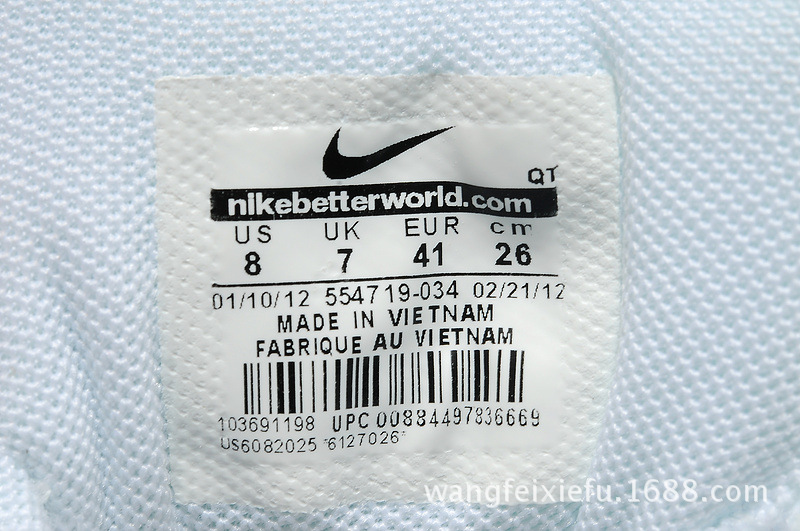 QT
nikebetterworld.com
US UK EUR cm
8 7 41 26
01/10/12 554719-034 02/21/12
MADE IN VIETNAM
FABRIQUE AU VIETNAM
103691198 UPC 00884497836669
US6082025 *6127026*
wangfeixiefu.1688.com